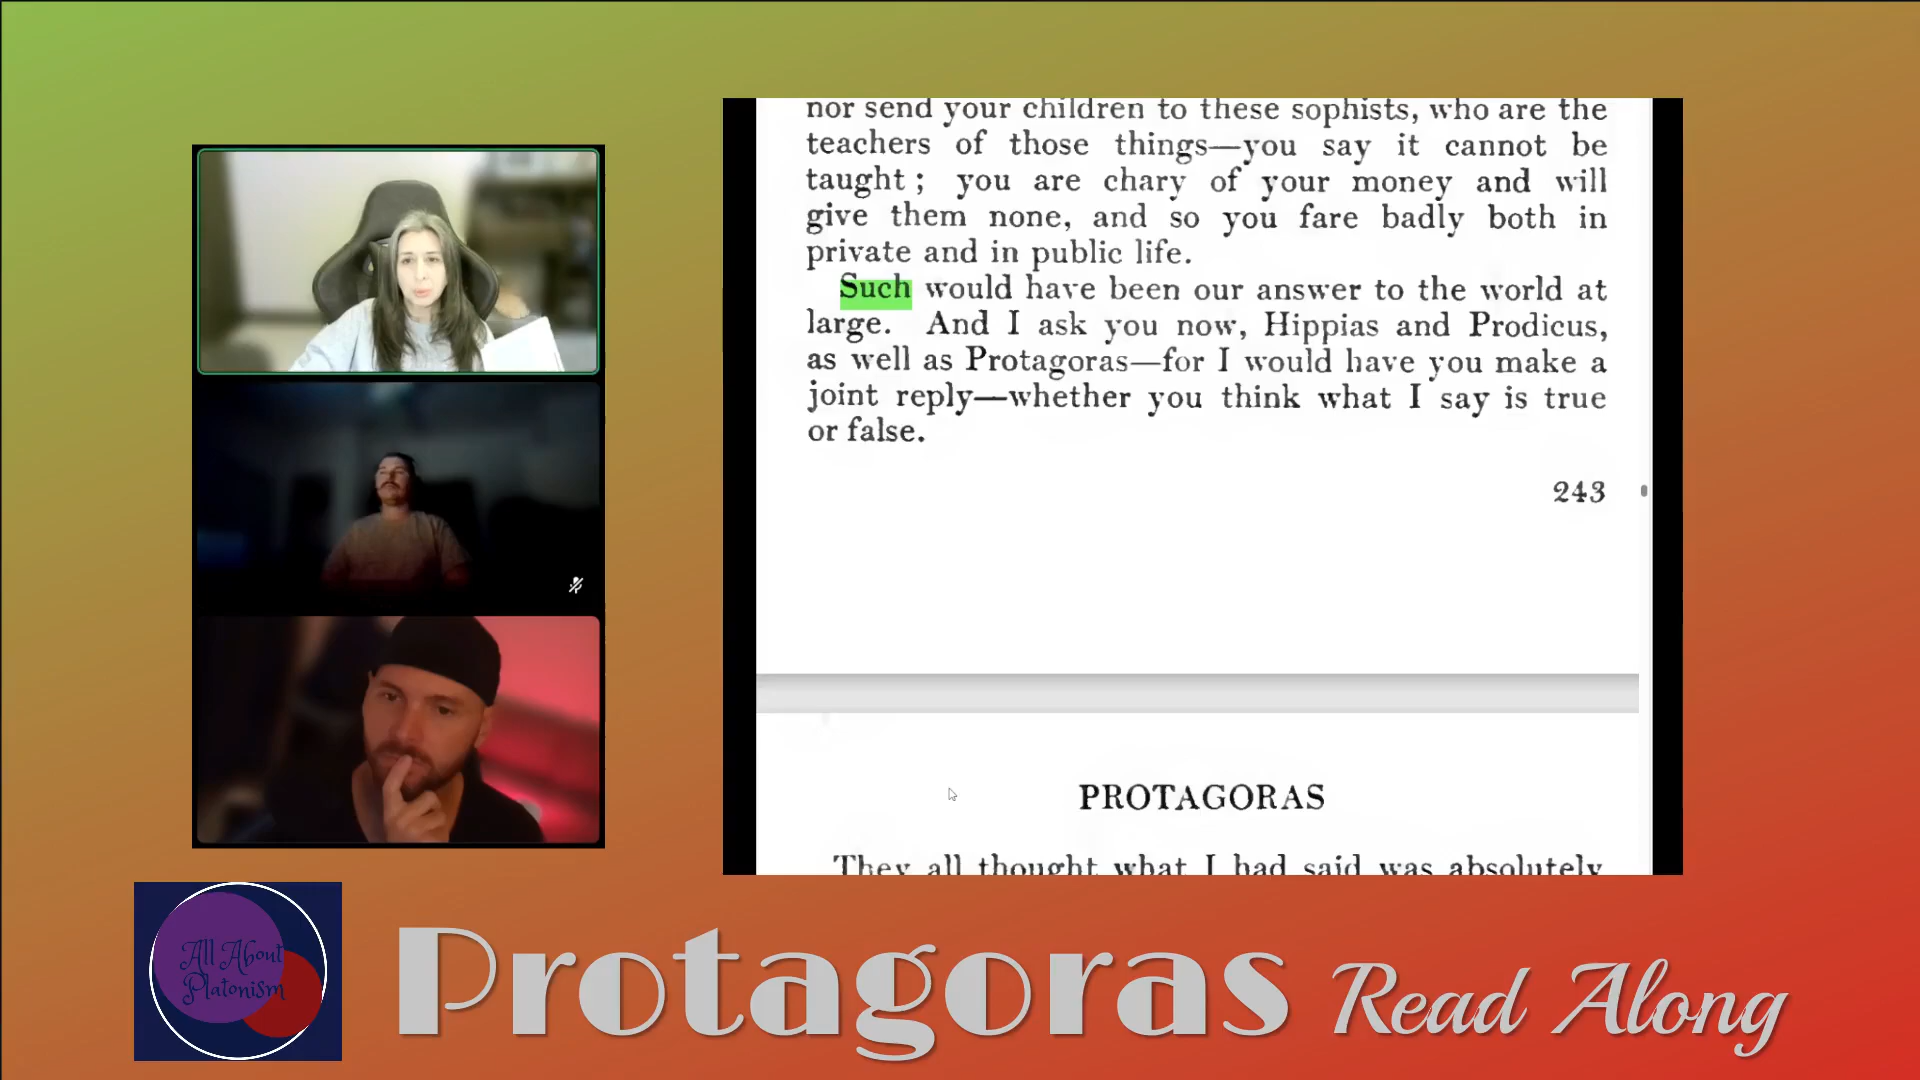 nor send your children to these sophists, who are the
teachers of those things—you say it cannot be
taught ; you are chary of your money and will
give them none, and so you fare badly both in
private and in public life.
Such would have been our answer to the world at
large. And I ask you now, Hippias and Prodicus,
as well as Protagoras—for I would have you make a
joint reply—whether you think what I say is true
or false.
243
PROTAGORAS
They all thought what I had said was absolutely
All About
Platonism
Protagoras Read Along